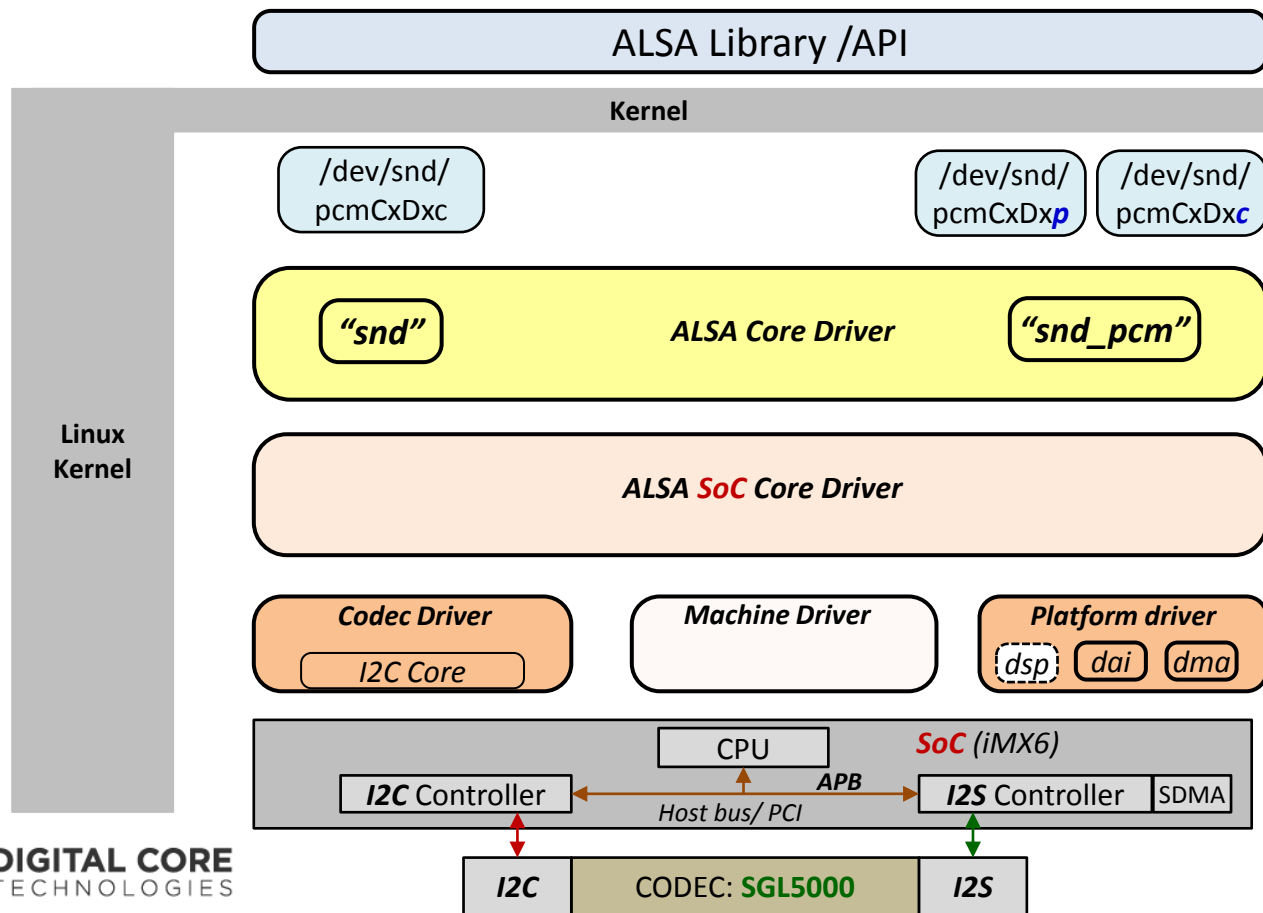 ALSA Library /API
Kernel
/dev/snd/
pcmCxDxc
/dev/snd/
pcmCxDxp
/dev/snd/
pcmCxDxc
“snd”
ALSA Core Driver
“snd_pcm”
Linux
Kernel
ALSA SoC Core Driver
Codec Driver
I2C Core
Machine Driver
Platform driver
dsp
dai
dma
SoC (iMX6)
CPU
APB
I2C Controller
Host bus/ PCI
I2S Controller
SDMA
I2C
CODEC: SGL5000
I2S
DIGITAL CORE
TECHNOLOGIES